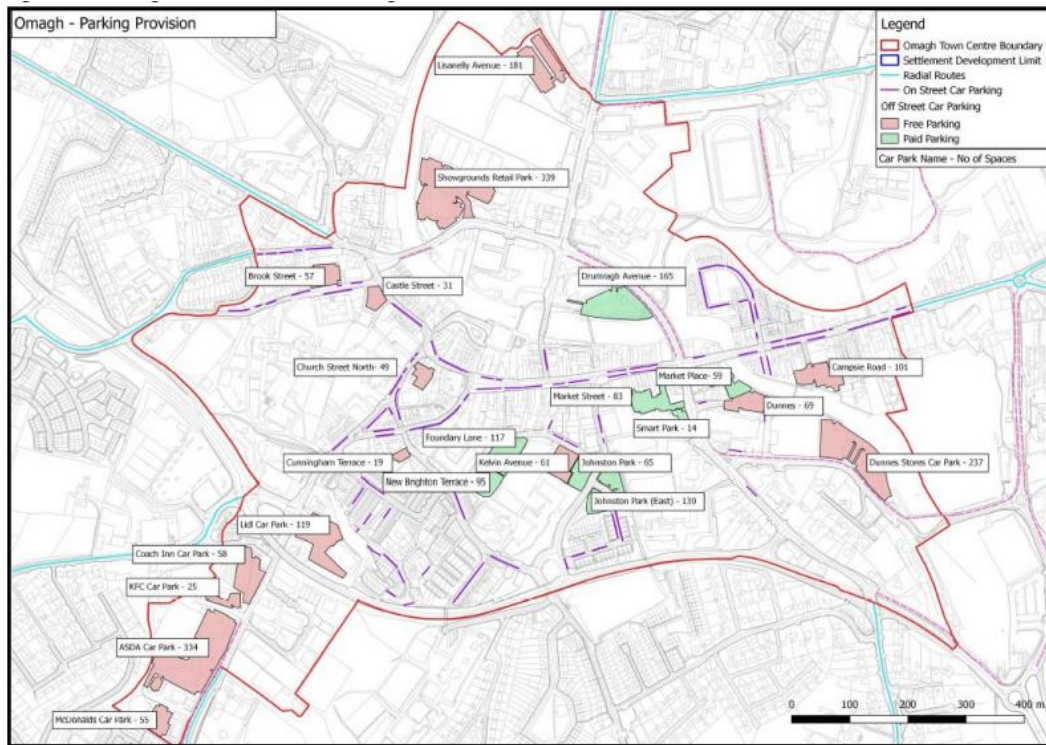 Omagh - Parking Provision
Legend
Omagh Town Centre Boundary
Settlement Development Limit
Radial Routes
On Street Car Parking
Off Street Car Parking
Free Parking
Paid Parking
Car Park Name - No of Spaces
Lisanelly Avenue - 181
Showgrounds Retail Park - 339
Brook Street - 57
Castle Street - 31
Drumragh Avenue - 165
Church Street North- 49
Market Place- 59
Campsie Road - 101
Market Street - 83
Dunnes - 69
Smart Park - 14
Foundary Lane - 117
Cunningham Terrace - 19
Kelvin Avenue - 61
Johnston Park - 65
Dunnes Stores Car Park - 237
New Brighton Terrace - 95
Johnston Park (East) - 130
Lidl Car Park - 119
Coach Inn Car Park - 58
KFC Car Park - 25
ASDA Car Park - 334
McDonalds Car Park - 55
0 100 200 300 400 m